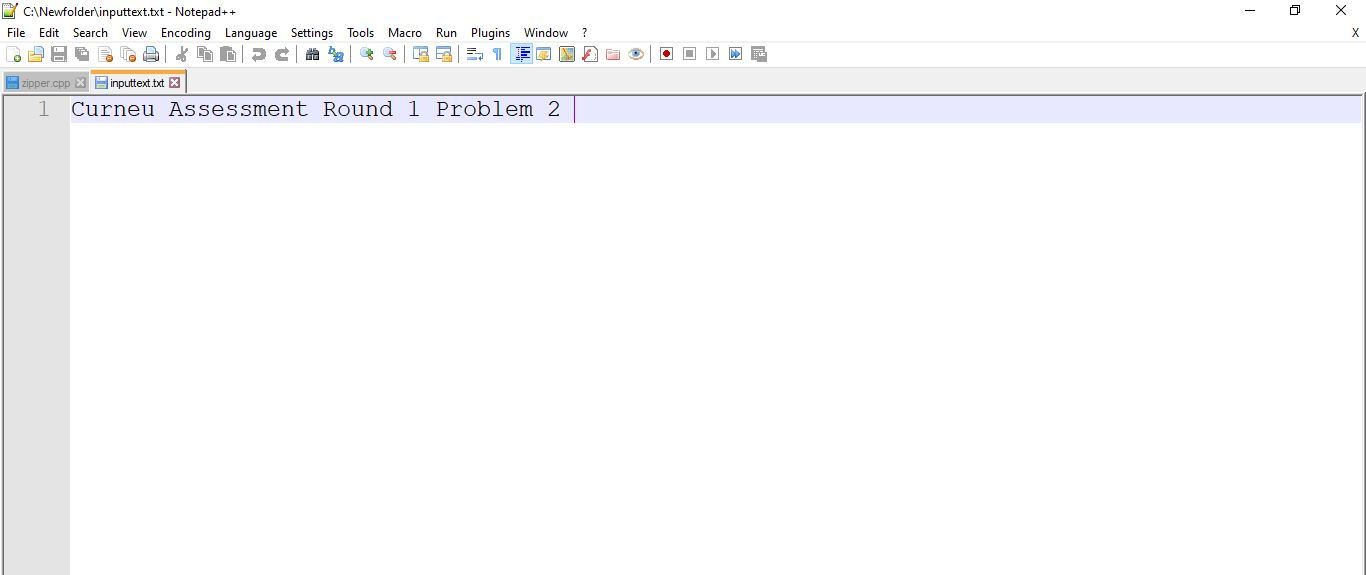 C:\Newfolder\inputtext.txt - Notepad++
File Edit Search View Encoding Language Settings Tools Macro Run Plugins Window ? X
zipper.cpp inputtext.txt
1 Curneu Assessment Round 1 Problem 2